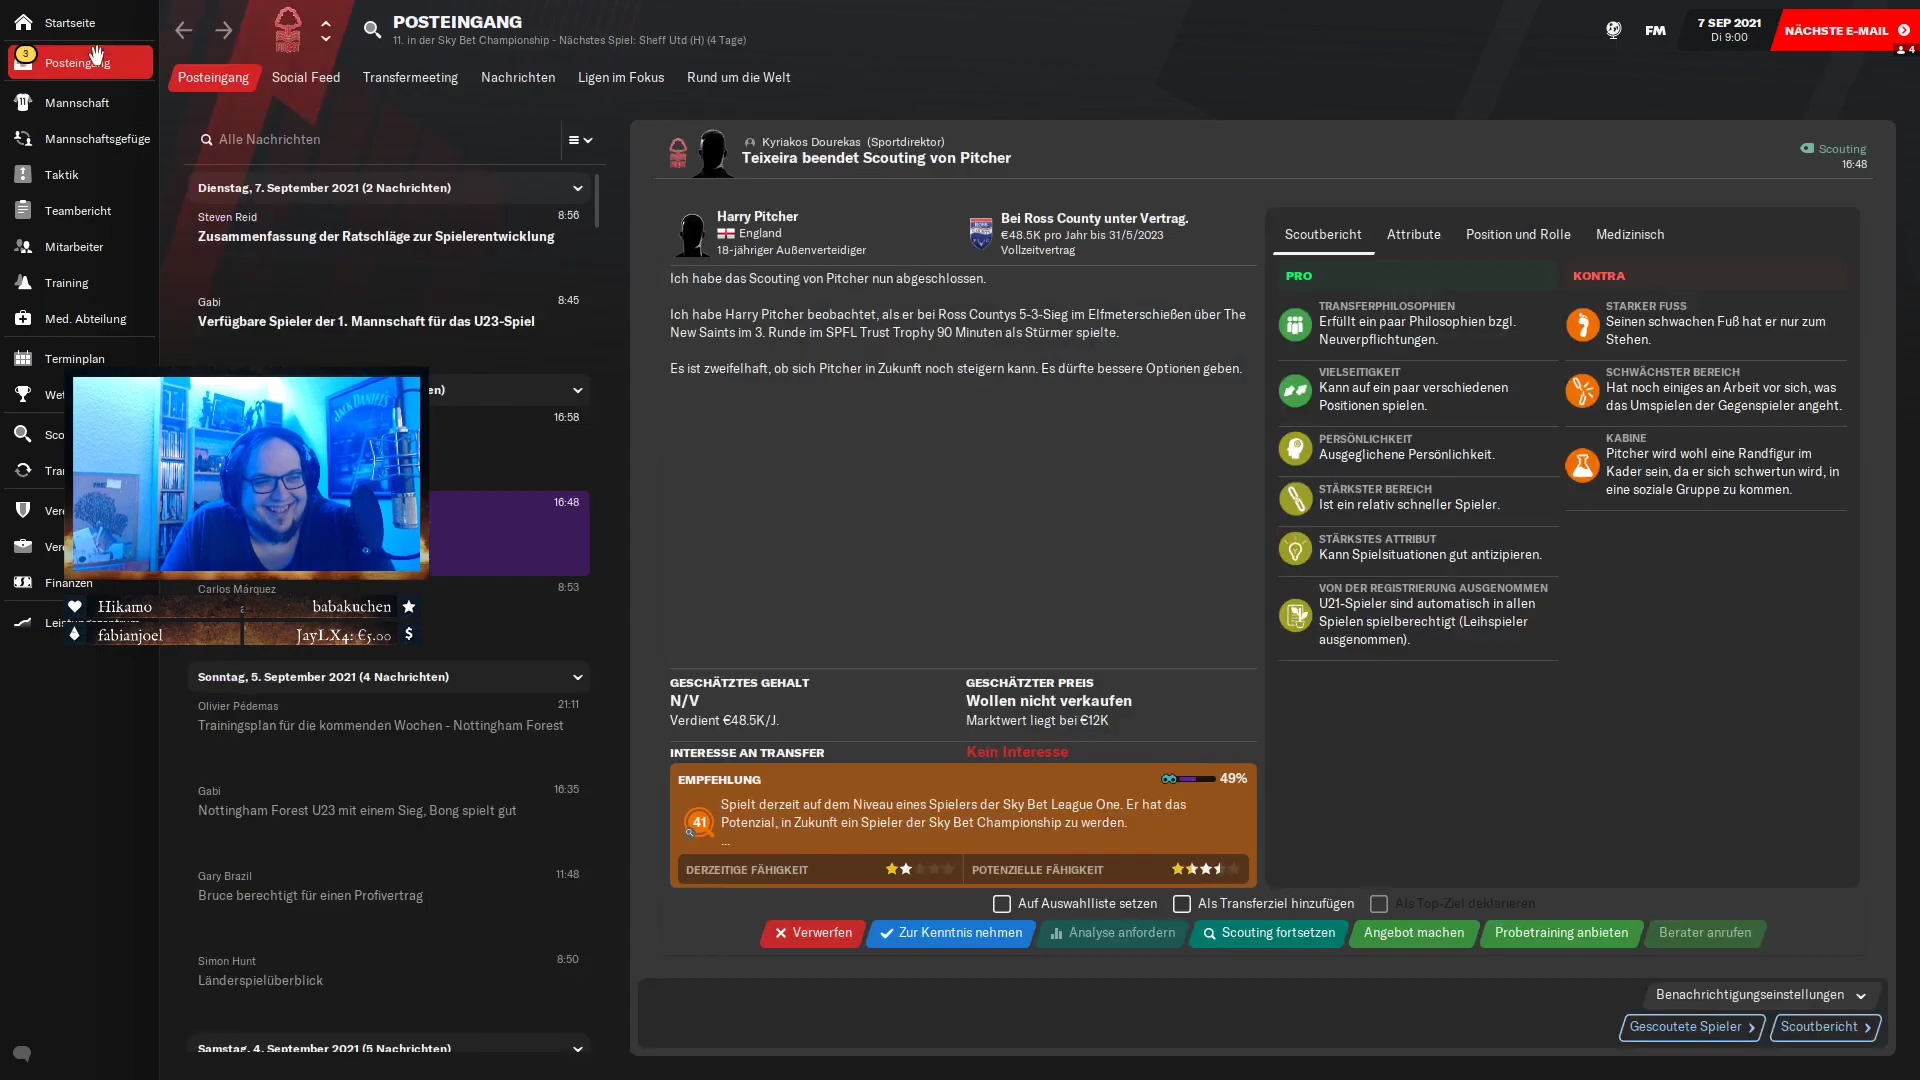 Startseite
3
Posteingang
Mannschaft
Mannschaftsgefüge
Taktik
Teambericht
Mitarbeiter
Training
Med. Abteilung
Terminplan
Finanzen
POSTEINGANG
11. in der Sky Bet Championship - Nächstes Spiel: Sheff Utd (H) (4 Tage)
FM
7 SEP 2021
Di 9:00
NÄCHSTE E-MAIL
4
Posteingang
Social Feed
Transfermeeting
Nachrichten
Ligen im Fokus
Rund um die Welt
Alle Nachrichten
Dienstag, 7. September 2021 (2 Nachrichten)
Steven Reid
8:56
Zusammenfassung der Ratschläge zur Spielerentwicklung
Gabi
8:45
Verfügbare Spieler der 1. Mannschaft für das U23-Spiel
16:58
16:48
Carlos Márquez
8:53
JACK DANIEL'S
Hikamo
babakuchen
fabianjoel
JayLX4: €5.00
Sonntag, 5. September 2021 (4 Nachrichten)
Olivier Pédemas
21:11
Trainingsplan für die kommenden Wochen - Nottingham Forest
Gabi
16:35
Nottingham Forest U23 mit einem Sieg, Bong spielt gut
Gary Brazil
11:48
Bruce berechtigt für einen Profivertrag
Simon Hunt
8:50
Länderspielüberblick
Samstag, 4. September 2021 (5 Nachrichten)
Kyriakos Dourekas (Sportdirektor)
Teixeira beendet Scouting von Pitcher
Scouting
16:48
Harry Pitcher
England
18-jähriger Außenverteidiger
Bei Ross County unter Vertrag.
€48.5K pro Jahr bis 31/5/2023
Vollzeitvertrag
Ich habe das Scouting von Pitcher nun abgeschlossen.
Ich habe Harry Pitcher beobachtet, als er bei Ross Countys 5-3-Sieg im Elfmeterschießen über The
New Saints im 3. Runde im SPFL Trust Trophy 90 Minuten als Stürmer spielte.
Es ist zweifelhaft, ob sich Pitcher in Zukunft noch steigern kann. Es dürfte bessere Optionen geben.
GESCHÄTZTES GEHALT
N/V
Verdient €48.5K/J.
GESCHÄTZTER PREIS
Wollen nicht verkaufen
Marktwert liegt bei €12K
INTERESSE AN TRANSFER
Kein Interesse
EMPFEHLUNG
49%
41
Spielt derzeit auf dem Niveau eines Spielers der Sky Bet League One. Er hat das
Potenzial, in Zukunft ein Spieler der Sky Bet Championship zu werden.
...
DERZEITIGE FÄHIGKEIT
POTENZIELLE FÄHIGKEIT
Scoutbericht
Attribute
Position und Rolle
Medizinisch
PRO
TRANSFERPHILOSOPHIEN
Erfüllt ein paar Philosophien bzgl.
Neuverpflichtungen.
VIELSEITIGKEIT
Kann auf ein paar verschiedenen
Positionen spielen.
PERSÖNLICHKEIT
Ausgeglichene Persönlichkeit.
STÄRKSTER BEREICH
Ist ein relativ schneller Spieler.
STÄRKSTES ATTRIBUT
Kann Spielsituationen gut antizipieren.
VON DER REGISTRIERUNG AUSGENOMMEN
U21-Spieler sind automatisch in allen
Spielen spielberechtigt (Leihspieler
ausgenommen).
KONTRA
STARKER FUSS
Seinen schwachen Fuß hat er nur zum
Stehen.
SCHWÄCHSTER BEREICH
Hat noch einiges an Arbeit vor sich, was
das Umspielen der Gegenspieler angeht.
KABINE
Pitcher wird wohl eine Randfigur im
Kader sein, da er sich schwertun wird, in
eine soziale Gruppe zu kommen.
Auf Auswahlliste setzen
Als Transferziel hinzufügen
Als Top-Ziel deklarieren
Verwerfen
Zur Kenntnis nehmen
Analyse anfordern
Scouting fortsetzen
Angebot machen
Probetraining anbieten
Berater anrufen
Benachrichtigungseinstellungen
Gescoutete Spieler
Scoutbericht